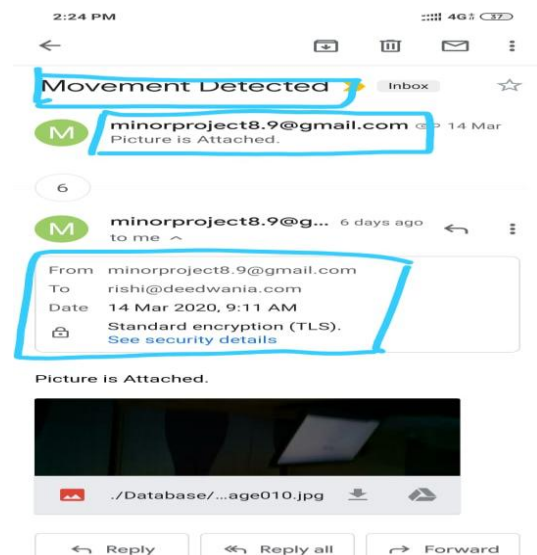 2:24 PM 4G 37
Movement Detected Inbox
M minorproject8.9@gmail.com 14 Mar
Picture is Attached.
6
M minorproject8.9@g... 6 days ago
to me
From minorproject8.9@gmail.com
To rishi@deedwania.com
Date 14 Mar 2020, 9:11 AM
Standard encryption (TLS).
See security details
Picture is Attached.
./Database/...age010.jpg
Reply Reply all Forward